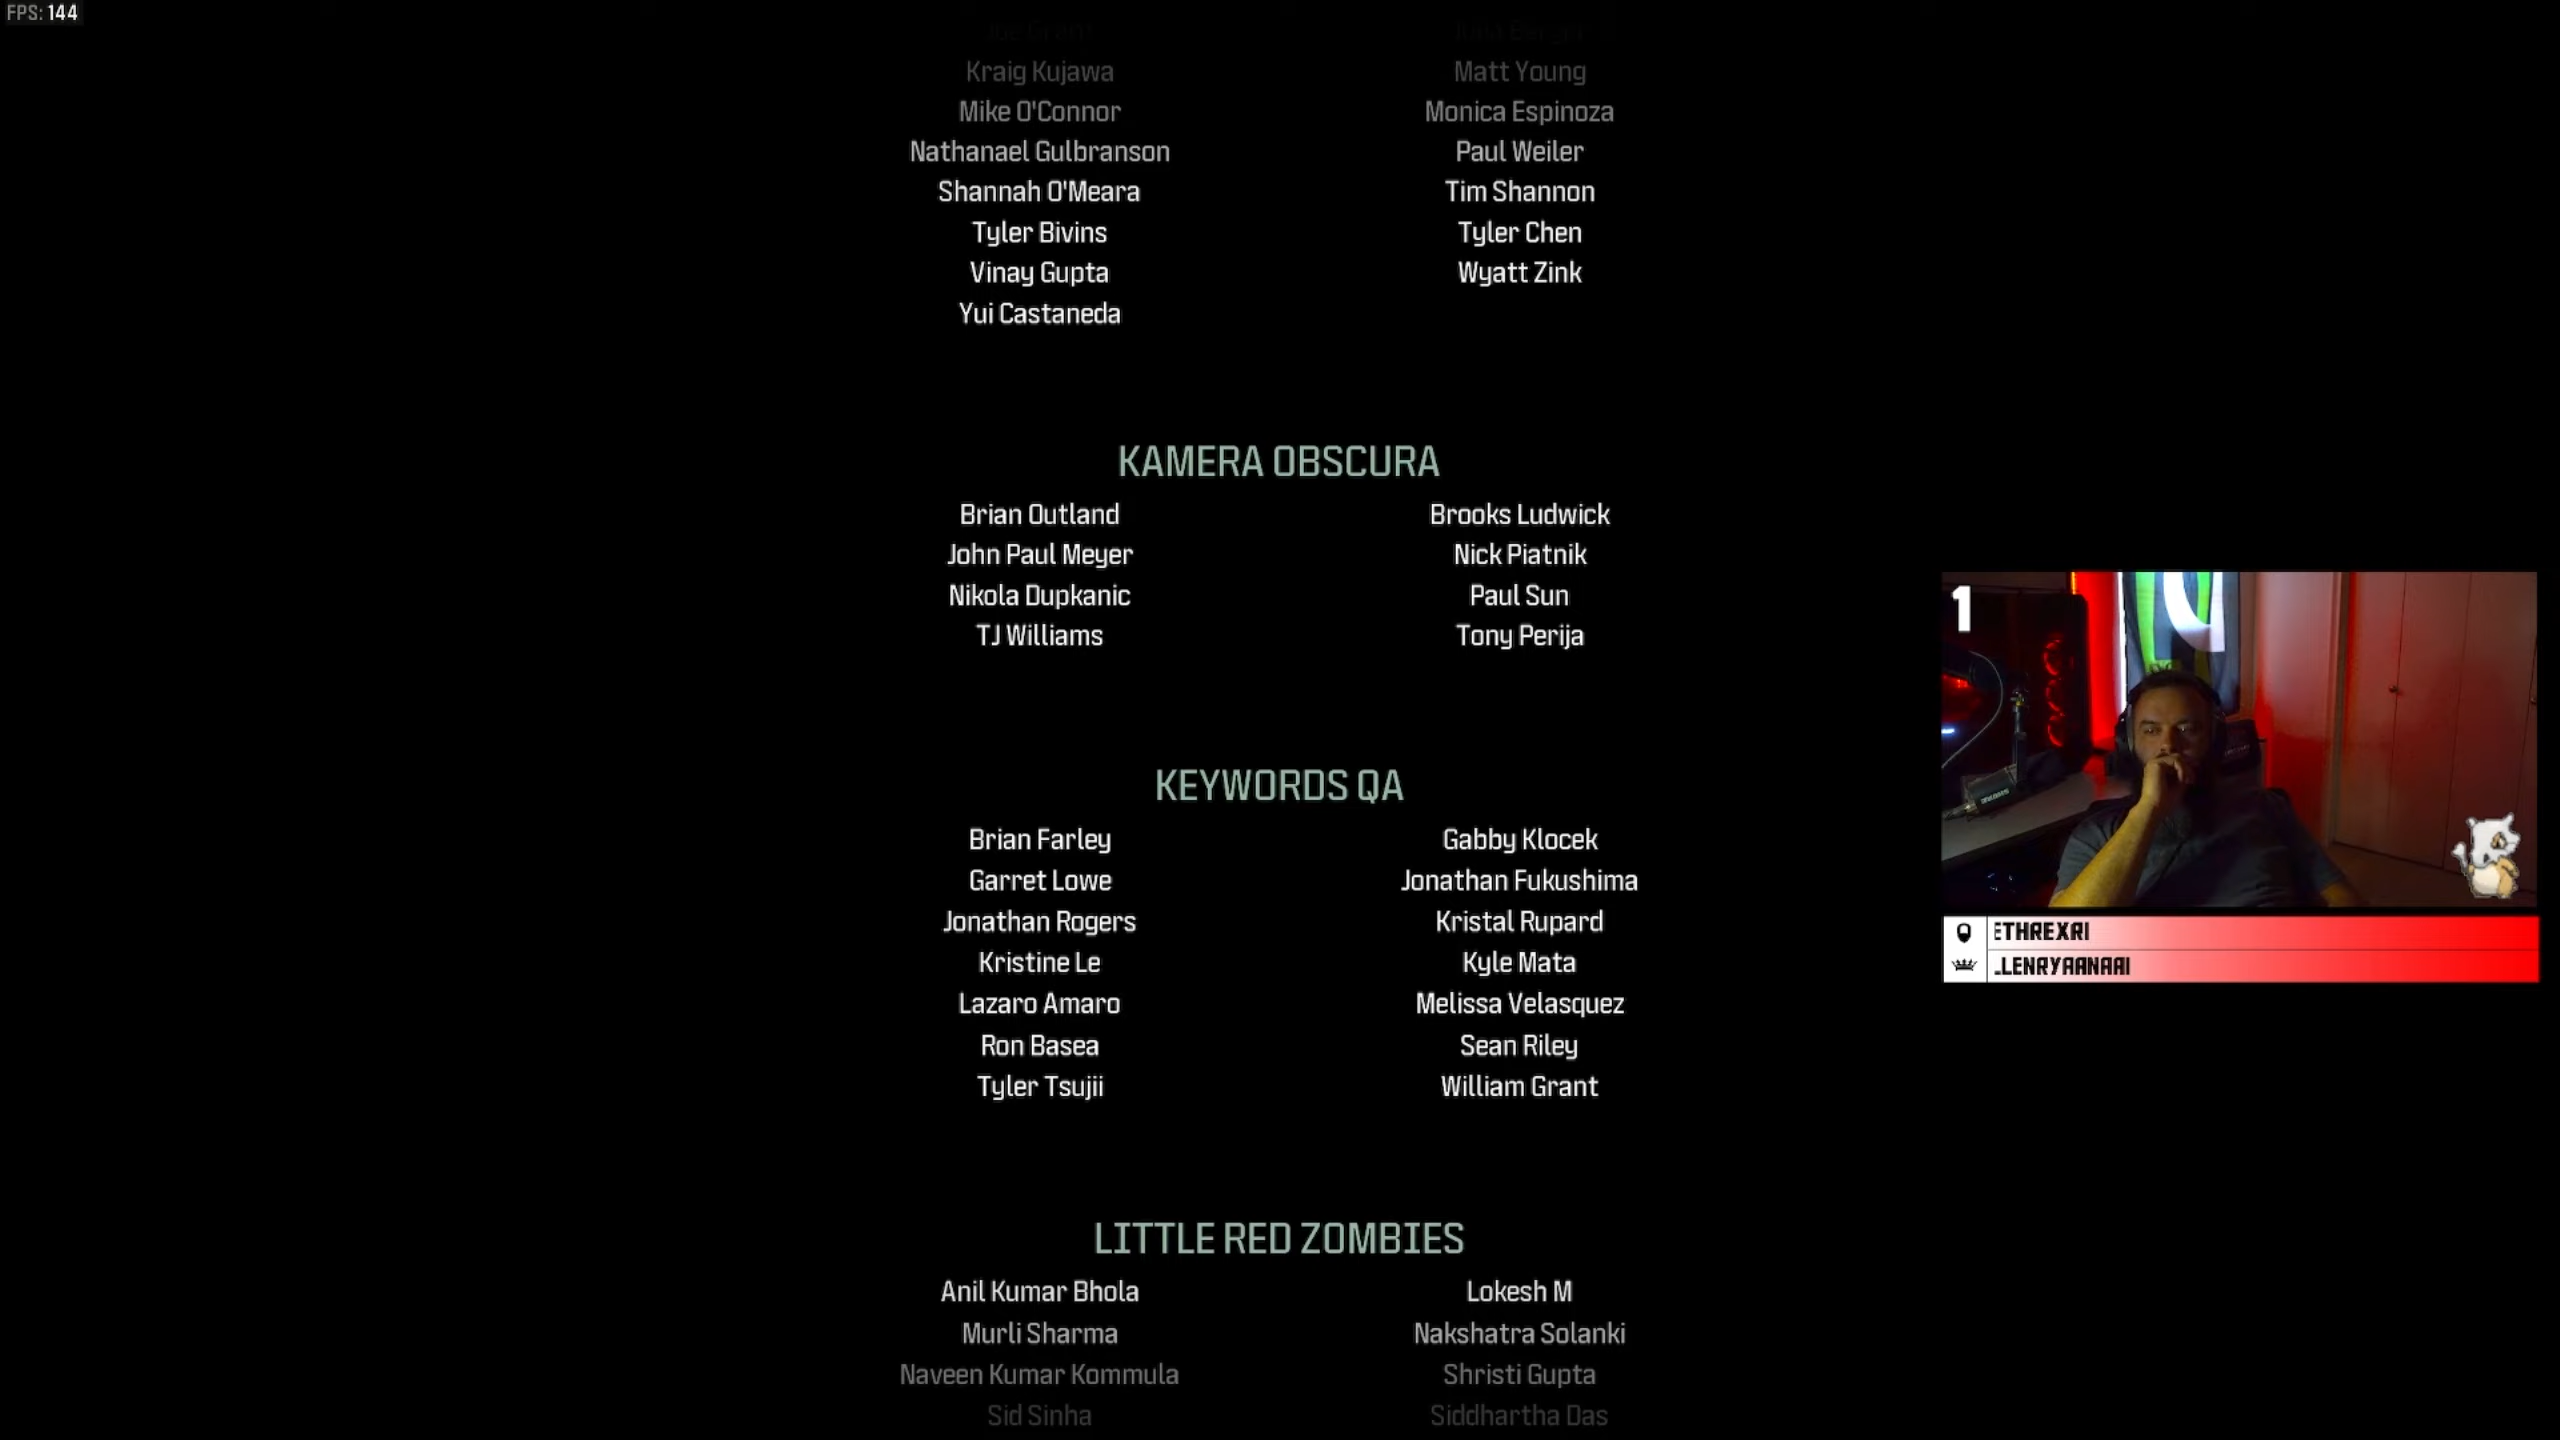 FPS: 144
Joe Grant
Kraig Kujawa Matt Young
Mike O'Connor Monica Espinoza
Nathanael Gulbranson Paul Weiler
Shannah O'Meara Tim Shannon
Tyler Bivins Tyler Chen
Vinay Gupta Wyatt Zink
Yui Castaneda
KAMERA OBSCURA
Brian Outland Brooks Ludwick
John Paul Meyer Nick Piatnik
Nikola Dupkanic Paul Sun
TJ Williams Tony Perija
KEYWORDS QA
Brian Farley Gabby Klocek
Garret Lowe Jonathan Fukushima
Jonathan Rogers Kristal Rupard
Kristine Le Kyle Mata
Lazaro Amaro Melissa Velasquez
Ron Basea Sean Riley
Tyler Tsujii William Grant
LITTLE RED ZOMBIES
Anil Kumar Bhola Lokesh M
Murli Sharma Nakshatra Solanki
Naveen Kumar Kommula Shristi Gupta
Sid Sinha Siddhartha Das
1
ETHREXRI
LENRYAANAAI